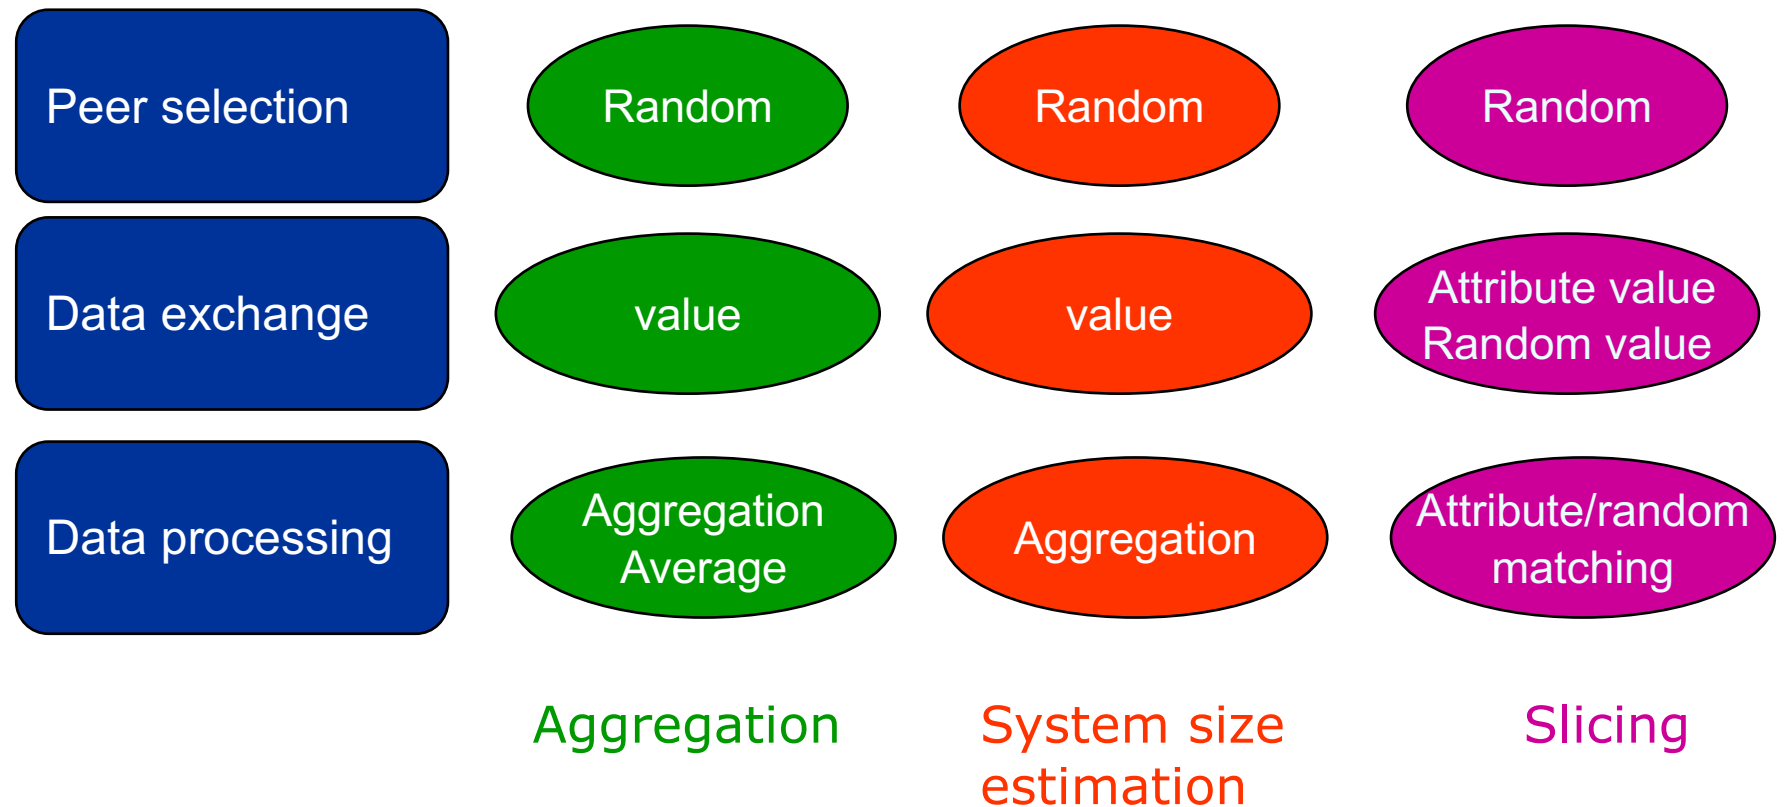 Peer selection
Random
Random
Random
Data exchange
value
value
Attribute value
Random value
Data processing
Aggregation
Average
Aggregation
Attribute/random
matching
Aggregation
System size
estimation
Slicing